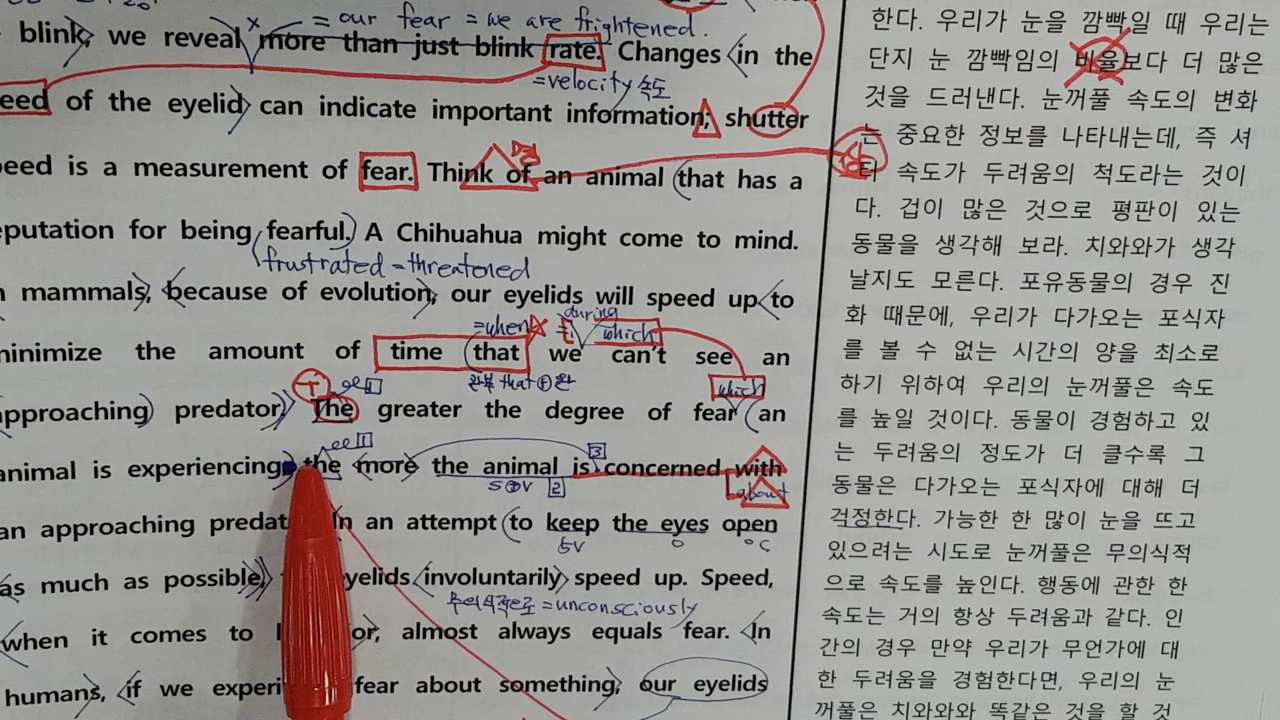 = our fear = we are frightened.
blink, we reveal more than just blink rate. Changes in the
=velocity 속도
eed of the eyelid can indicate important information; shutter
peed is a measurement of fear. Think of an animal that has a
eputation for being fearful. A Chihuahua might come to mind.
frustrated = threatened
n mammals, because of evolution, our eyelids will speed up to
=when
during
which
ninimize the amount of time that we can't see an
which
approaching predator. The greater the degree of fear an
animal is experiencing, the more the animal is concerned with
S V 2
3
about
an approaching In an attempt to keep the eyes open
5V O OC
as much as possible, yelids involuntarily speed up. Speed,
무의식적으로 = unconsciously
when it comes to almost always equals fear. In
humans, if we fear about something, our eyelids
한다. 우리가 눈을 깜빡일 때 우리는
단지 눈 깜빡임의 비율보다 더 많은
것을 드러낸다. 눈꺼풀 속도의 변화
는 중요한 정보를 나타내는데, 즉 셔
터 속도가 두려움의 척도라는 것이
다. 겁이 많은 것으로 평판이 있는
동물을 생각해 보라. 치와와가 생각
날지도 모른다. 포유동물의 경우 진
화 때문에, 우리가 다가오는 포식자
를 볼 수 없는 시간의 양을 최소로
하기 위하여 우리의 눈꺼풀은 속도
를 높일 것이다. 동물이 경험하고 있
는 두려움의 정도가 더 클수록 그
동물은 다가오는 포식자에 대해 더
걱정한다. 가능한 한 많이 눈을 뜨고
있으려는 시도로 눈꺼풀은 무의식적
으로 속도를 높인다. 행동에 관한 한
속도는 거의 항상 두려움과 같다. 인
간의 경우 만약 우리가 무언가에 대
한 두려움을 경험한다면, 우리의 눈
꺼풀은 치와와와 똑같은 것을 할 것